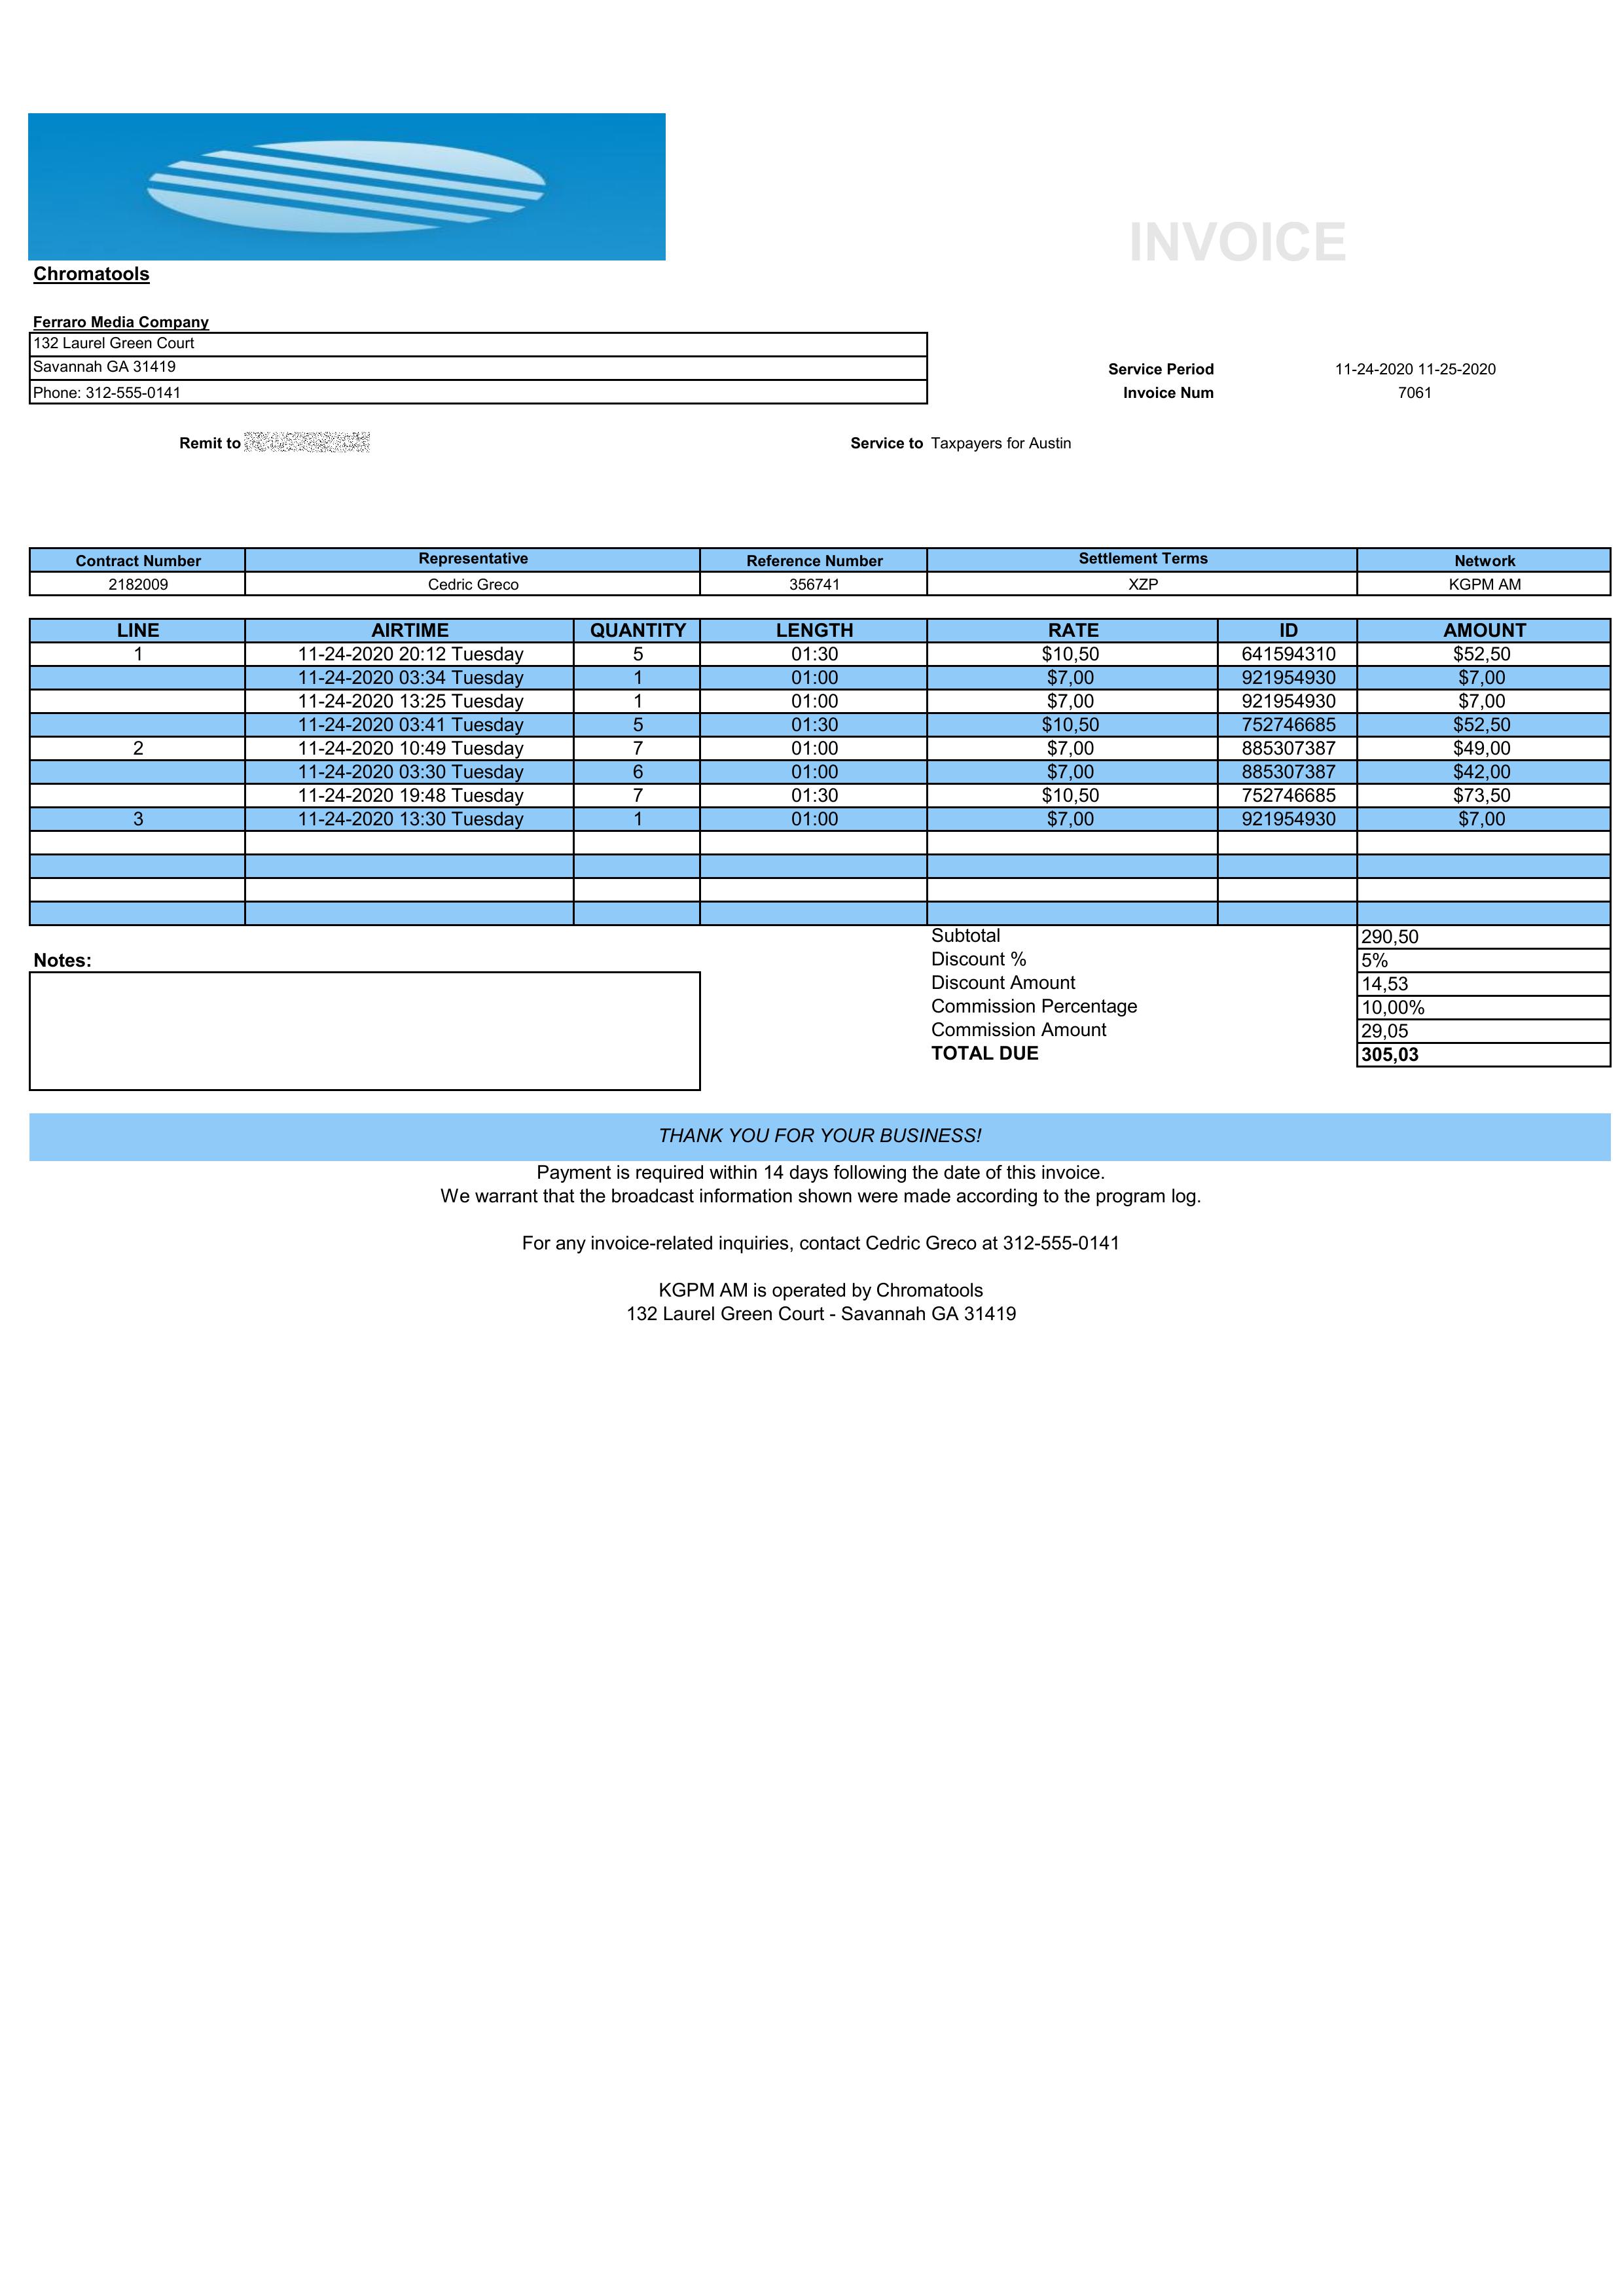 INVOICE
Chromatools
Ferraro Media Company
132 Laurel Green Court
Savannah GA 31419
Phone: 312-555-0141
Service Period 11-24-2020 11-25-2020
Invoice Num 7061
Remit to
Service to Taxpayers for Austin
Contract Number Representative Reference Number Settlement Terms Network
2182009 Cedric Greco 356741 XZP KGPM AM
LINE AIRTIME QUANTITY LENGTH RATE ID AMOUNT
1 11-24-2020 20:12 Tuesday 5 01:30 $10,50 641594310 $52,50
11-24-2020 03:34 Tuesday 1 01:00 $7,00 921954930 $7,00
11-24-2020 13:25 Tuesday 1 01:00 $7,00 921954930 $7,00
11-24-2020 03:41 Tuesday 5 01:30 $10,50 752746685 $52,50
2 11-24-2020 10:49 Tuesday 7 01:00 $7,00 885307387 $49,00
11-24-2020 03:30 Tuesday 6 01:00 $7,00 885307387 $42,00
11-24-2020 19:48 Tuesday 7 01:30 $10,50 752746685 $73,50
3 11-24-2020 13:30 Tuesday 1 01:00 $7,00 921954930 $7,00
Subtotal 290,50
Discount % 5%
Discount Amount 14,53
Commission Percentage 10,00%
Commission Amount 29,05
TOTAL DUE 305,03
Notes:
THANK YOU FOR YOUR BUSINESS!
Payment is required within 14 days following the date of this invoice.
We warrant that the broadcast information shown were made according to the program log.
For any invoice-related inquiries, contact Cedric Greco at 312-555-0141
KGPM AM is operated by Chromatools
132 Laurel Green Court - Savannah GA 31419